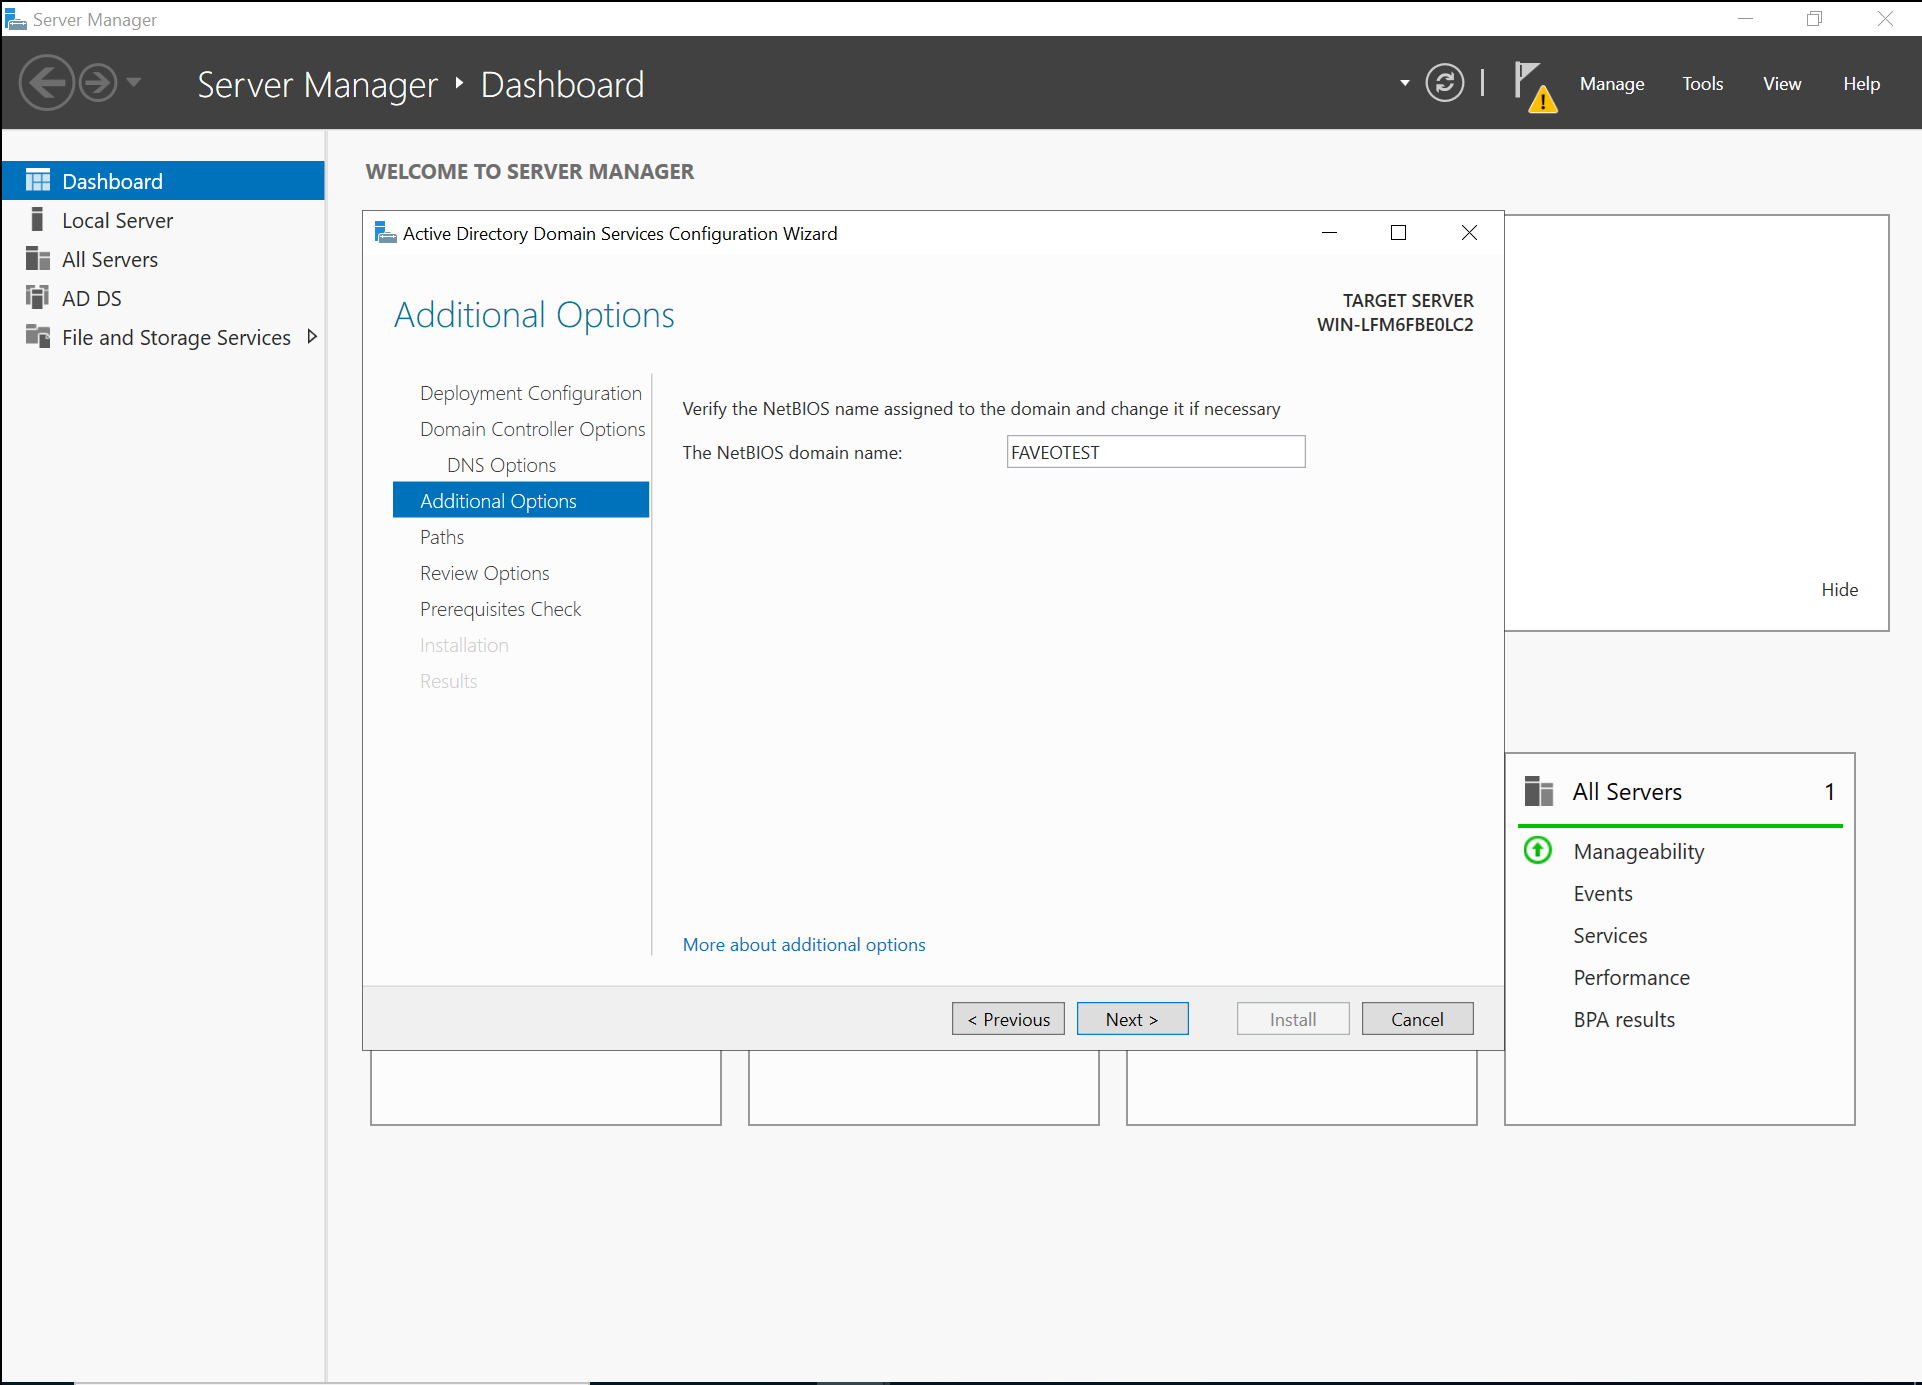 Server Manager
Server Manager ‣ Dashboard
Manage
Tools
View
Help
Dashboard
Local Server
All Servers
AD DS
File and Storage Services
WELCOME TO SERVER MANAGER
Active Directory Domain Services Configuration Wizard
Additional Options
TARGET SERVER
WIN-LFM6FBE0LC2
Deployment Configuration
Domain Controller Options
DNS Options
Additional Options
Paths
Review Options
Prerequisites Check
Installation
Results
Verify the NetBIOS name assigned to the domain and change it if necessary
The NetBIOS domain name:
FAVEOTEST
More about additional options
< Previous
Next >
Install
Cancel
Hide
All Servers
1
Manageability
Events
Services
Performance
BPA results